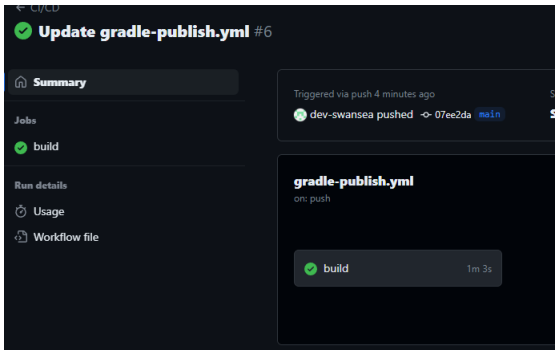 ← CI/CD
Update gradle-publish.yml #6
Summary
Jobs
build
Run details
Usage
Workflow file
Triggered via push 4 minutes ago
dev-swansea pushed 07ee2da main
gradle-publish.yml
on: push
build 1m 3s